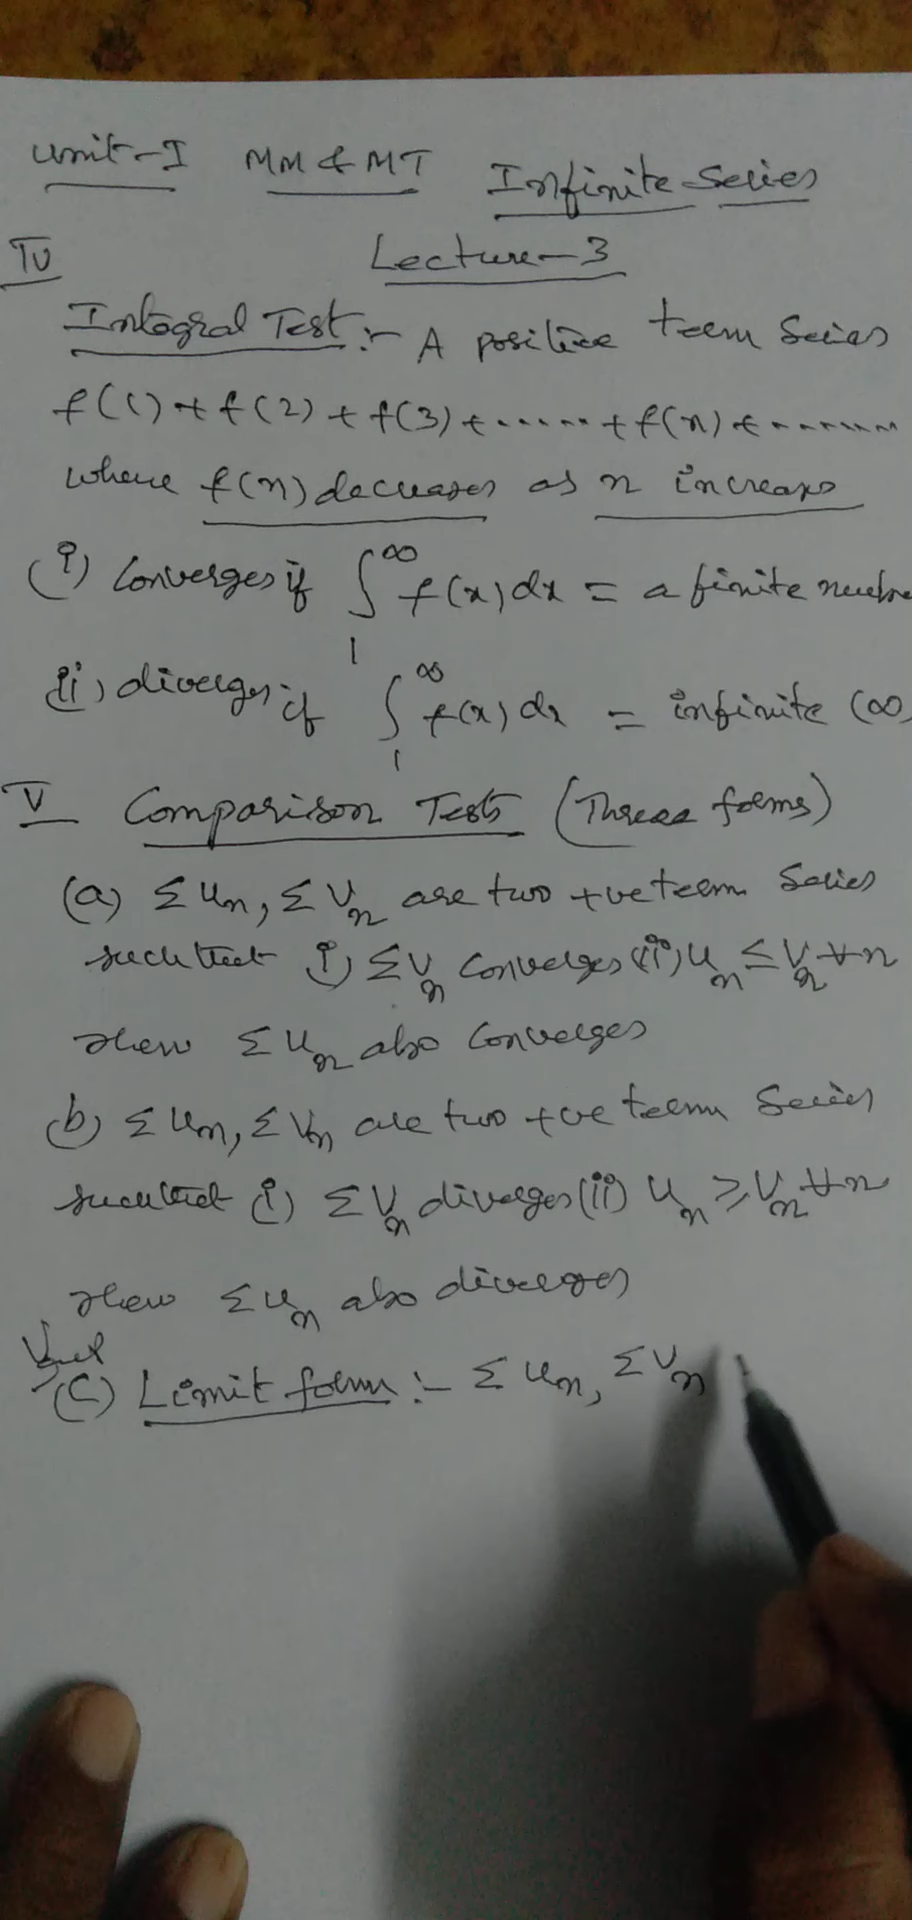 Unit-I MM & MT Infinite Series
IV Lecture-3
Integral Test :- A positive term Series
f(1) + f(2) + f(3) + ..... + f(n) + .......
where f(n) decreases as n increases
(i) Converges if ∫₁^∞ f(x) dx = a finite
(ii) diverges if ∫₁^∞ f(x) dx = infinite (∞
V Comparison Tests (Three forms)
(a) Σ Un, Σ Vn are two +ve term Series
such that (i) Σ Vn Converges (ii) Un ≤ Vn ∀ n
then Σ Un also Converges
(b) Σ Un, Σ Vn are two +ve term Series
such that (i) Σ Vn diverges (ii) Un ≥ Vn ∀ n
then Σ Un also diverges
(C) Limit form :- Σ Un, Σ Vn